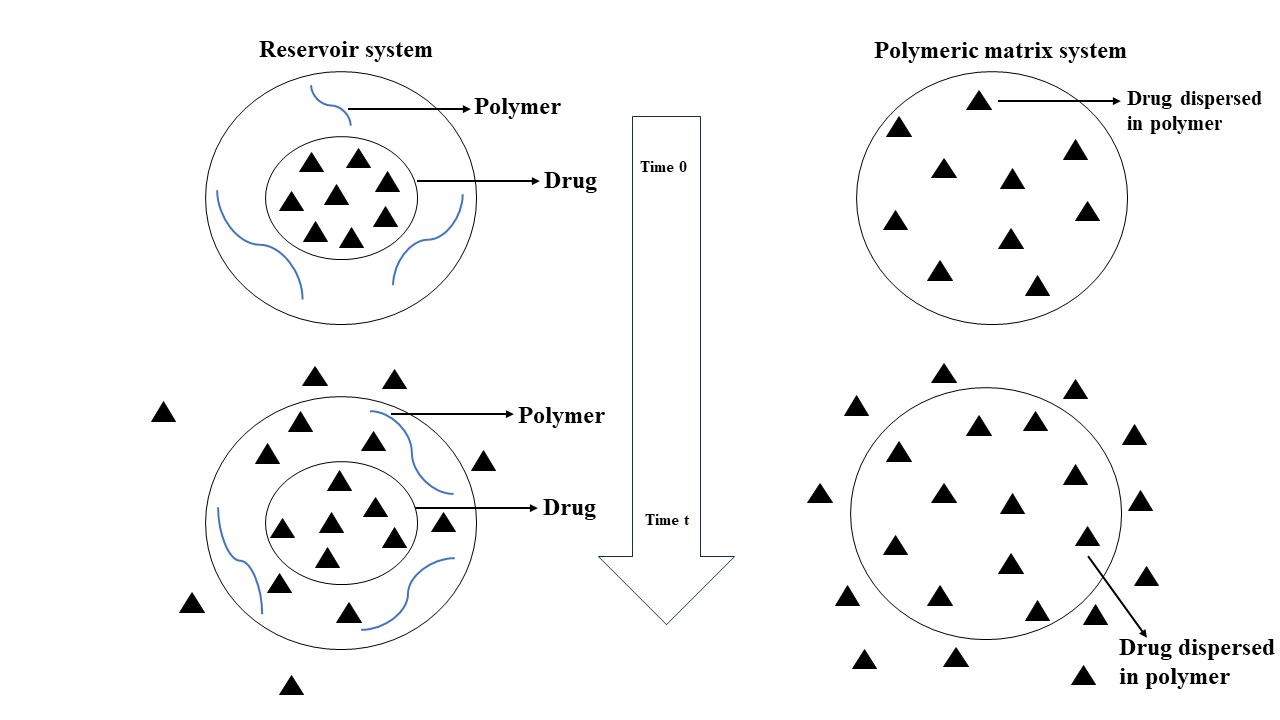 Reservoir system
Polymer
Drug
Time 0
Polymeric matrix system
Drug dispersed
in polymer
Polymer
Drug
Time t
Drug dispersed
in polymer